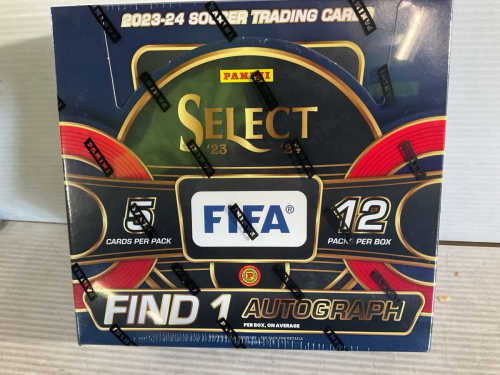 2023-24 SOCCER TRADING CARDS
PANINI
SELECT
'23 '24
5
CARDS PER PACK
FIFA®
12
PACKS PER BOX
FIND 1 AUTOGRAPH
PER BOX, ON AVERAGE